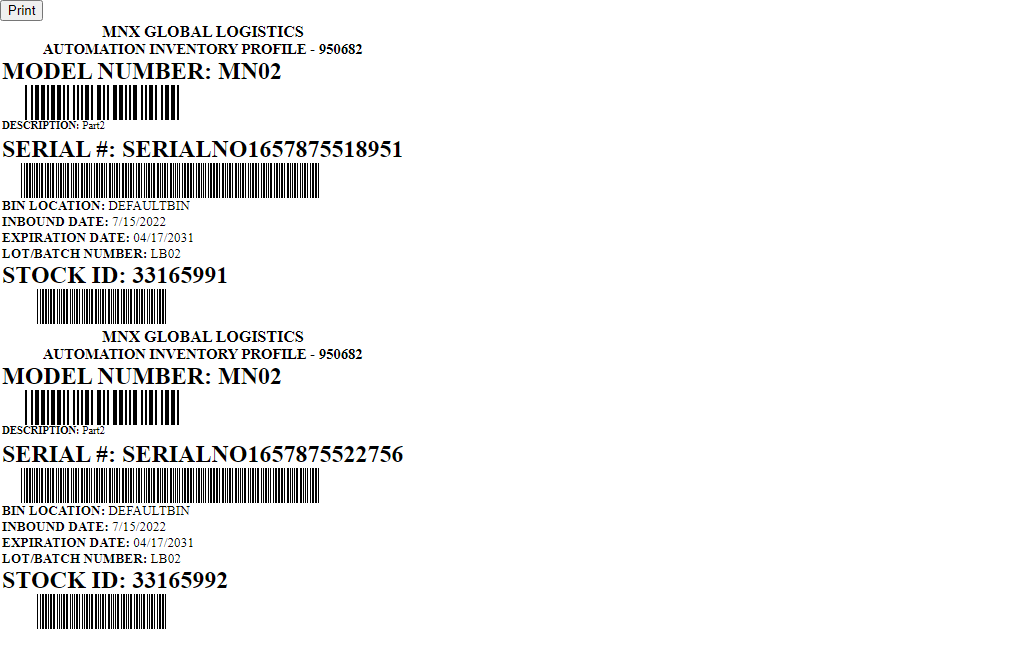 Print
MNX GLOBAL LOGISTICS
AUTOMATION INVENTORY PROFILE - 950682
MODEL NUMBER: MN02
DESCRIPTION: Part2
SERIAL #: SERIALNO1657875518951
BIN LOCATION: DEFAULTBIN
INBOUND DATE: 7/15/2022
EXPIRATION DATE: 04/17/2031
LOT/BATCH NUMBER: LB02
STOCK ID: 33165991
MNX GLOBAL LOGISTICS
AUTOMATION INVENTORY PROFILE - 950682
MODEL NUMBER: MN02
DESCRIPTION: Part2
SERIAL #: SERIALNO1657875522756
BIN LOCATION: DEFAULTBIN
INBOUND DATE: 7/15/2022
EXPIRATION DATE: 04/17/2031
LOT/BATCH NUMBER: LB02
STOCK ID: 33165992